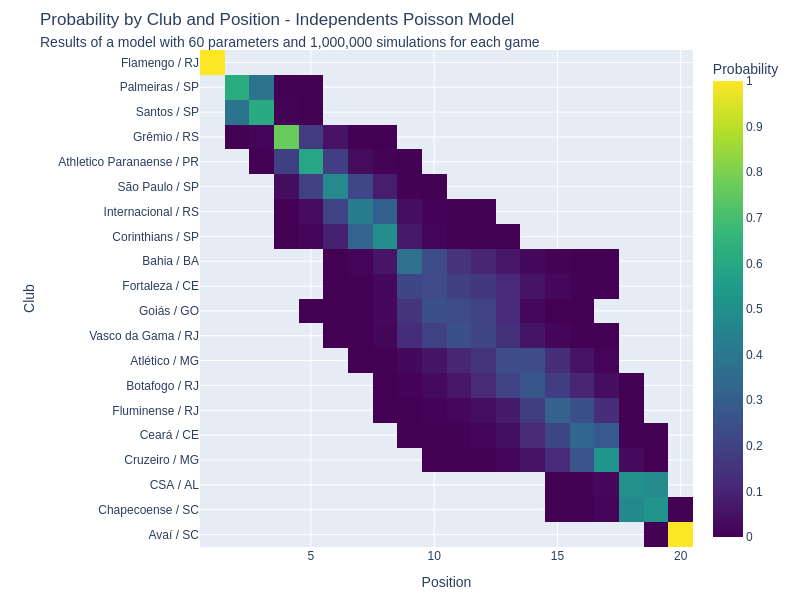 Probability by Club and Position - Independents Poisson Model
Results of a model with 60 parameters and 1,000,000 simulations for each game
Probability
Club
Flamengo / RJ
Palmeiras / SP
Santos / SP
Grêmio / RS
Athletico Paranaense / PR
São Paulo / SP
Internacional / RS
Corinthians / SP
Bahia / BA
Fortaleza / CE
Goiás / GO
Vasco da Gama / RJ
Atlético / MG
Botafogo / RJ
Fluminense / RJ
Ceará / CE
Cruzeiro / MG
CSA / AL
Chapecoense / SC
Avaí / SC
5
10
15
20
Position
1
0.9
0.8
0.7
0.6
0.5
0.4
0.3
0.2
0.1
0